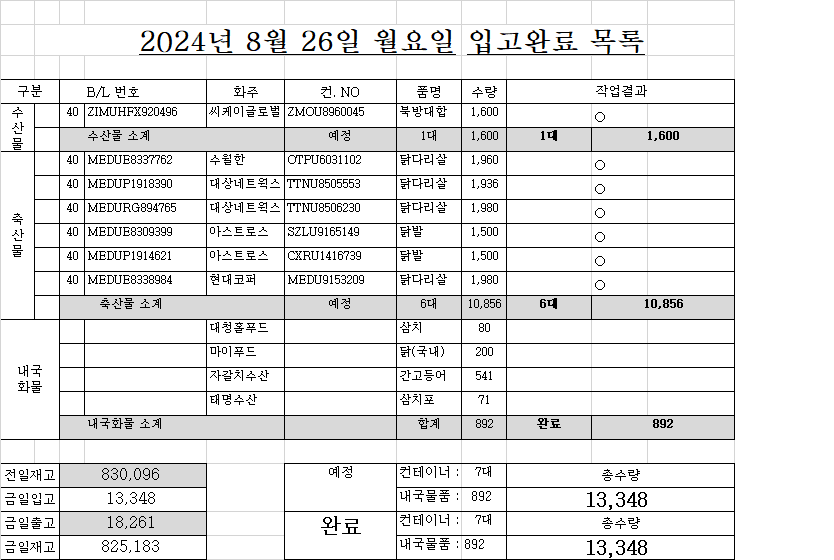 2024년 8월 26일 월요일 입고완료 목록
구분 B/L 번호 화주 컨. NO 품명 수량 작업결과
수산물 40 ZIMUHFX920496 씨케이글로벌 ZMOU8960045 북방대합 1,600 ○
수산물 소계 예정 1대 1,600 1대 1,600
축산물 40 MEDUE8337762 수월한 OTPU6031102 닭다리살 1,960 ○
40 MEDUP1918390 대상네트웍스 TTNU8505553 닭다리살 1,936 ○
40 MEDURG894765 대상네트웍스 TTNU8506230 닭다리살 1,980 ○
40 MEDUE8309399 아스트로스 SZLU9165149 닭발 1,500 ○
40 MEDUP1914621 아스트로스 CXRU1416739 닭발 1,500 ○
40 MEDUE8338984 현대코퍼 MEDU9153209 닭다리살 1,980 ○
축산물 소계 예정 6대 10,856 6대 10,856
내국화물 대청홀푸드 삼치 80
마이푸드 닭(국내) 200
자갈치수산 간고등어 541
태명수산 삼치포 71
내국화물 소계 합계 892 완료 892
전일재고 830,096 예정 컨테이너 : 7대 총수량
금일입고 13,348 내국물품 : 892 13,348
금일출고 18,261 완료 컨테이너 : 7대 총수량
금일재고 825,183 내국물품 : 892 13,348